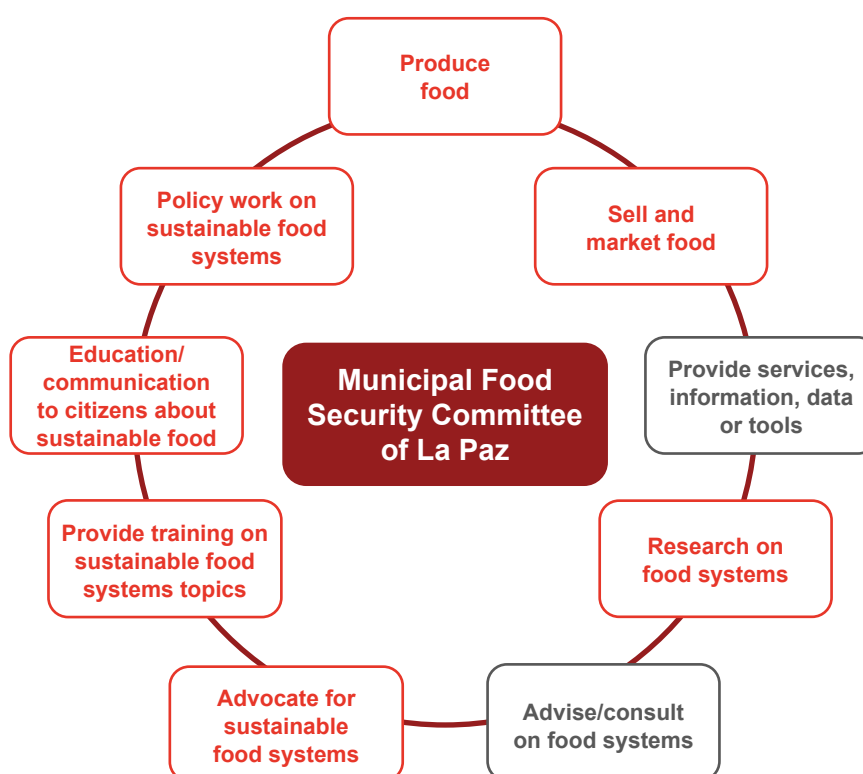 Produce
food
Policy work on
sustainable food
systems
Sell and
market food
Education/
communication
to citizens about
sustainable food
Municipal Food
Security Committee
of La Paz
Provide services,
information, data
or tools
Provide training on
sustainable food
systems topics
Research on
food systems
Advocate for
sustainable
food systems
Advise/consult
on food systems